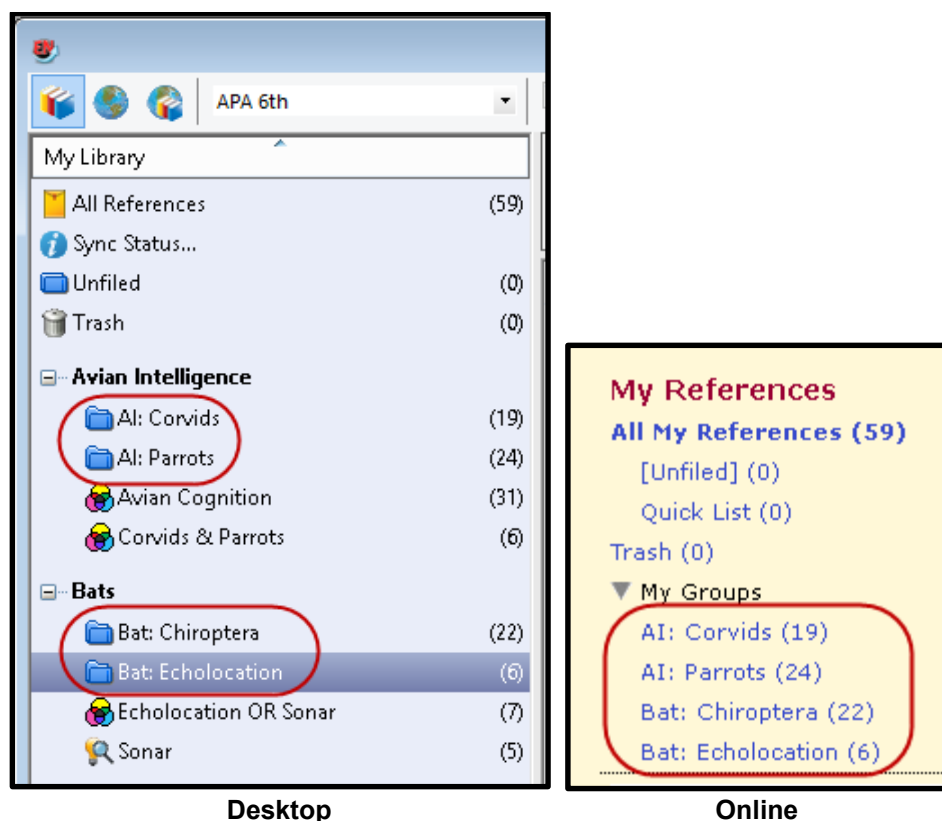 APA 6th
My Library
All References (59)
Sync Status...
Unfiled (0)
Trash (0)
Avian Intelligence
AI: Corvids (19)
AI: Parrots (24)
Avian Cognition (31)
Corvids & Parrots (6)
Bats
Bat: Chiroptera (22)
Bat: Echolocation (6)
Echolocation OR Sonar (7)
Sonar (5)
Desktop
My References
All My References (59)
[Unfiled] (0)
Quick List (0)
Trash (0)
My Groups
AI: Corvids (19)
AI: Parrots (24)
Bat: Chiroptera (22)
Bat: Echolocation (6)
Online